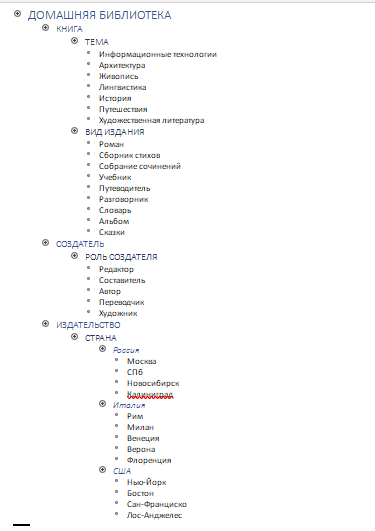 ДОМАШНЯЯ БИБЛИОТЕКА
КНИГА
ТЕМА
Информационные технологии
Архитектура
Живопись
Лингвистика
История
Путешествия
Художественная литература
ВИД ИЗДАНИЯ
Роман
Сборник стихов
Собрание сочинений
Учебник
Путеводитель
Разговорник
Словарь
Альбом
Сказки
СОЗДАТЕЛЬ
РОЛЬ СОЗДАТЕЛЯ
Редактор
Составитель
Автор
Переводчик
Художник
ИЗДАТЕЛЬСТВО
СТРАНА
Россия
Москва
СПб
Новосибирск
Калиниград
Италия
Рим
Милан
Венеция
Верона
Флоренция
США
Нью-Йорк
Бостон
Сан-Франциско
Лос-Анджелес